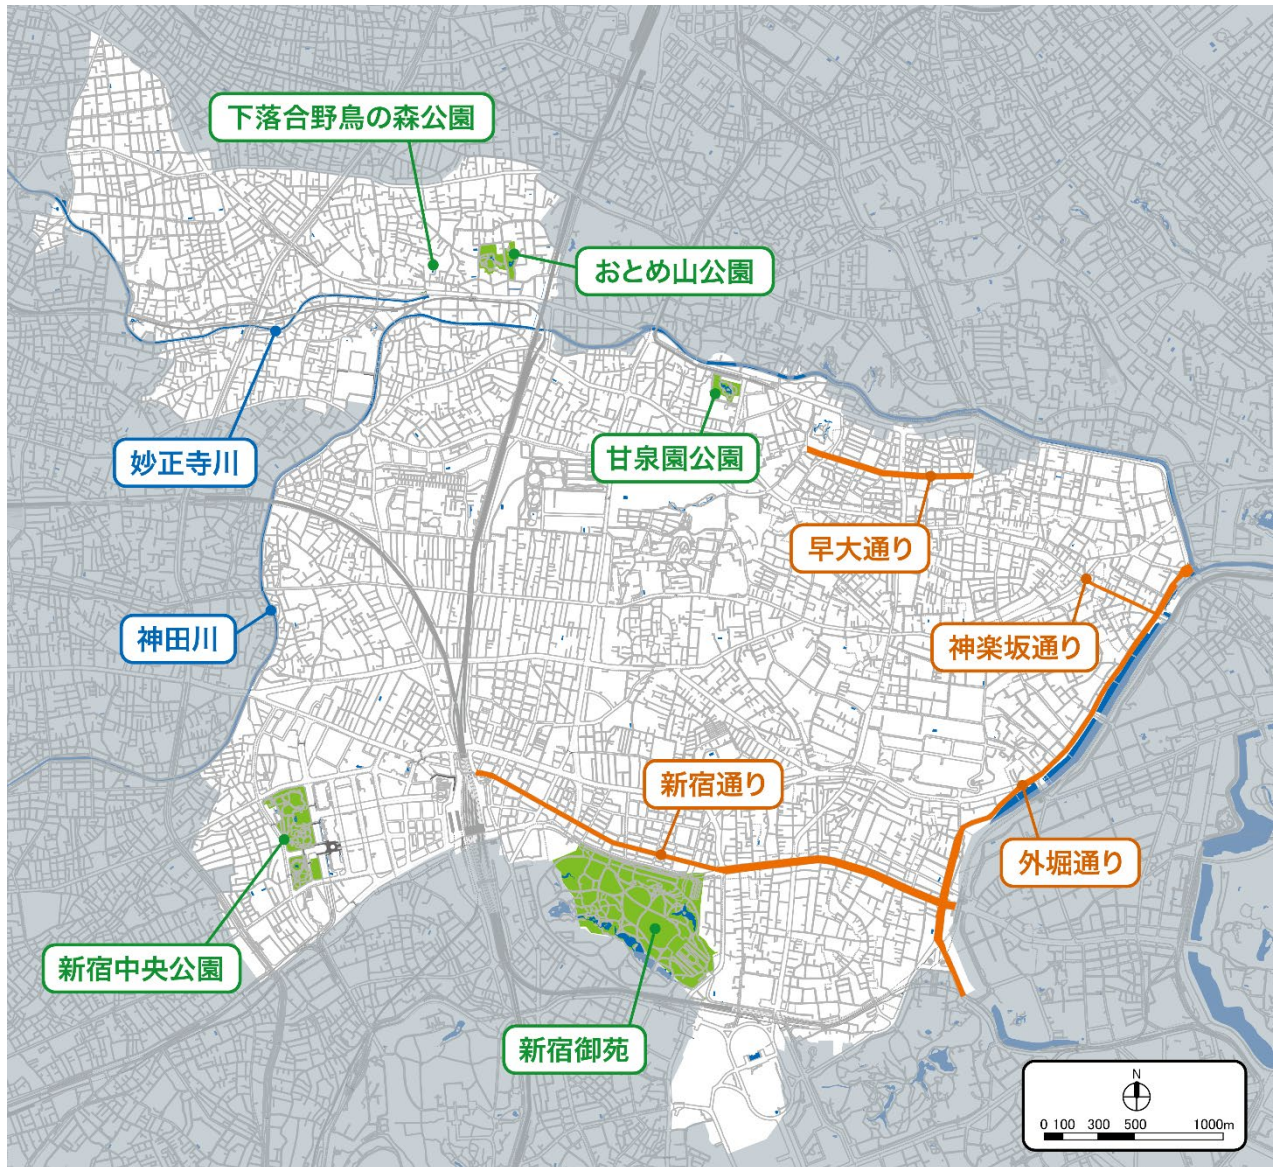 下落合野鳥の森公園
おとめ山公園
甘泉園公園
妙正寺川
早大通り
神田川
神楽坂通り
新宿通り
外堀通り
新宿中央公園
新宿御苑
N
0 100 300 500 1000m